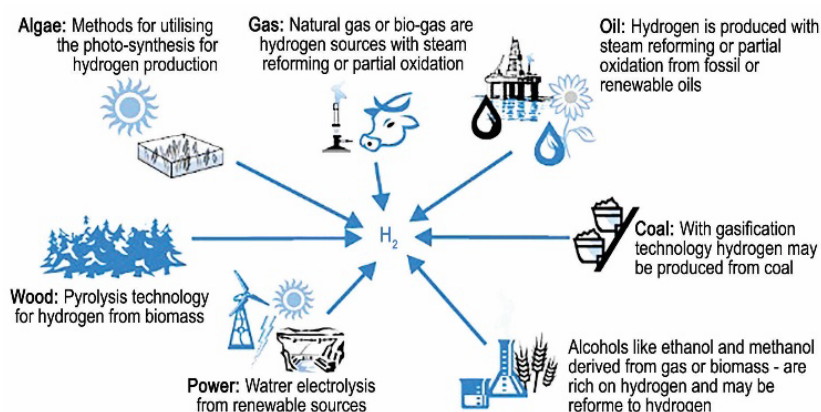 Algae: Methods for utilising
the photo-synthesis for
hydrogen production
Gas: Natural gas or bio-gas are
hydrogen sources with steam
reforming or partial oxidation
Oil: Hydrogen is produced with
steam reforming or partial
oxidation from fossil or
renewable oils
H2
Coal: With gasification
technology hydrogen may
be produced from coal
Wood: Pyrolysis technology
for hydrogen from biomass
Power: Watrer electrolysis
from renewable sources
Alcohols like ethanol and methanol
derived from gas or biomass - are
rich on hydrogen and may be
reforme to hydrogen